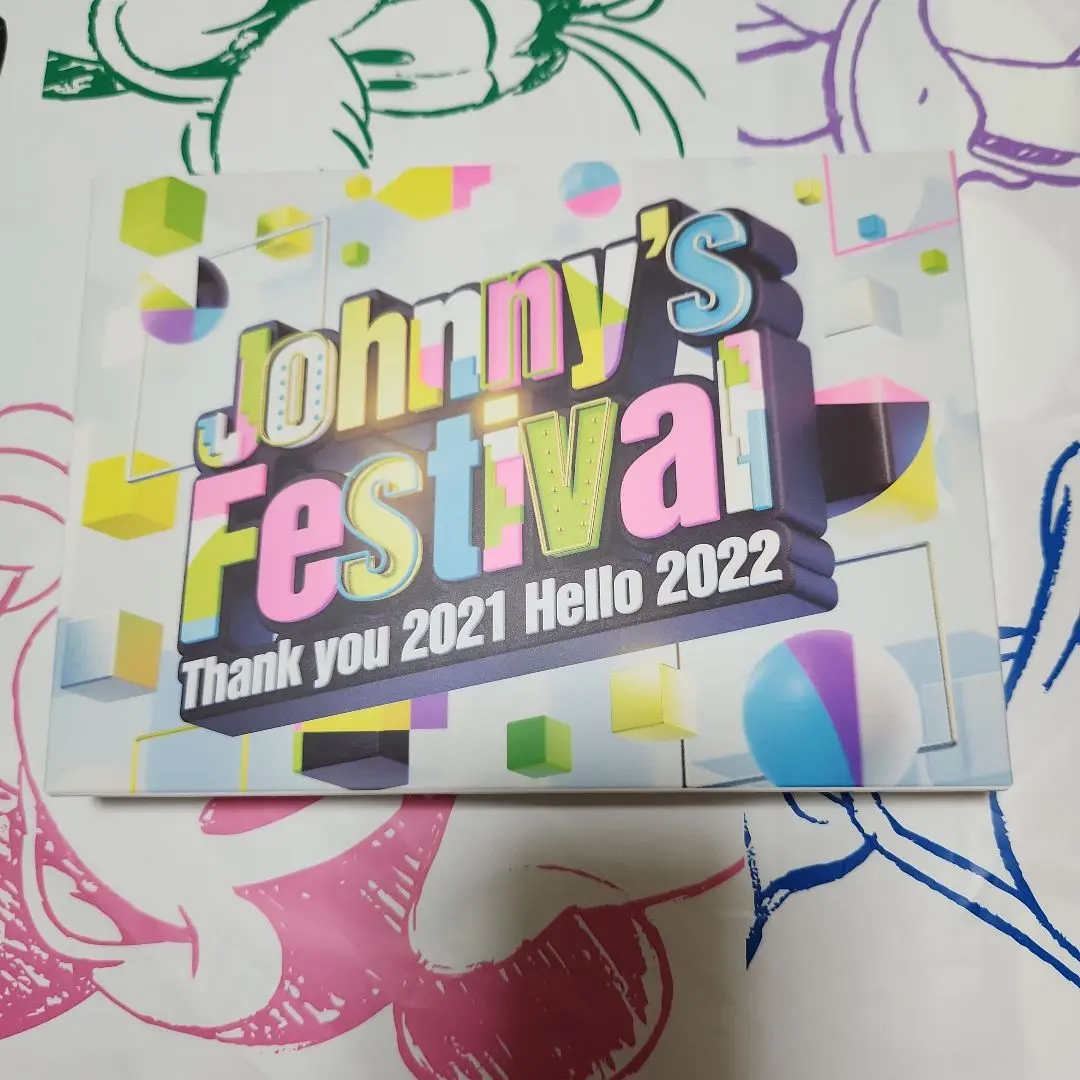 Johnny's
Festival
Thank you 2021 Hello 2022